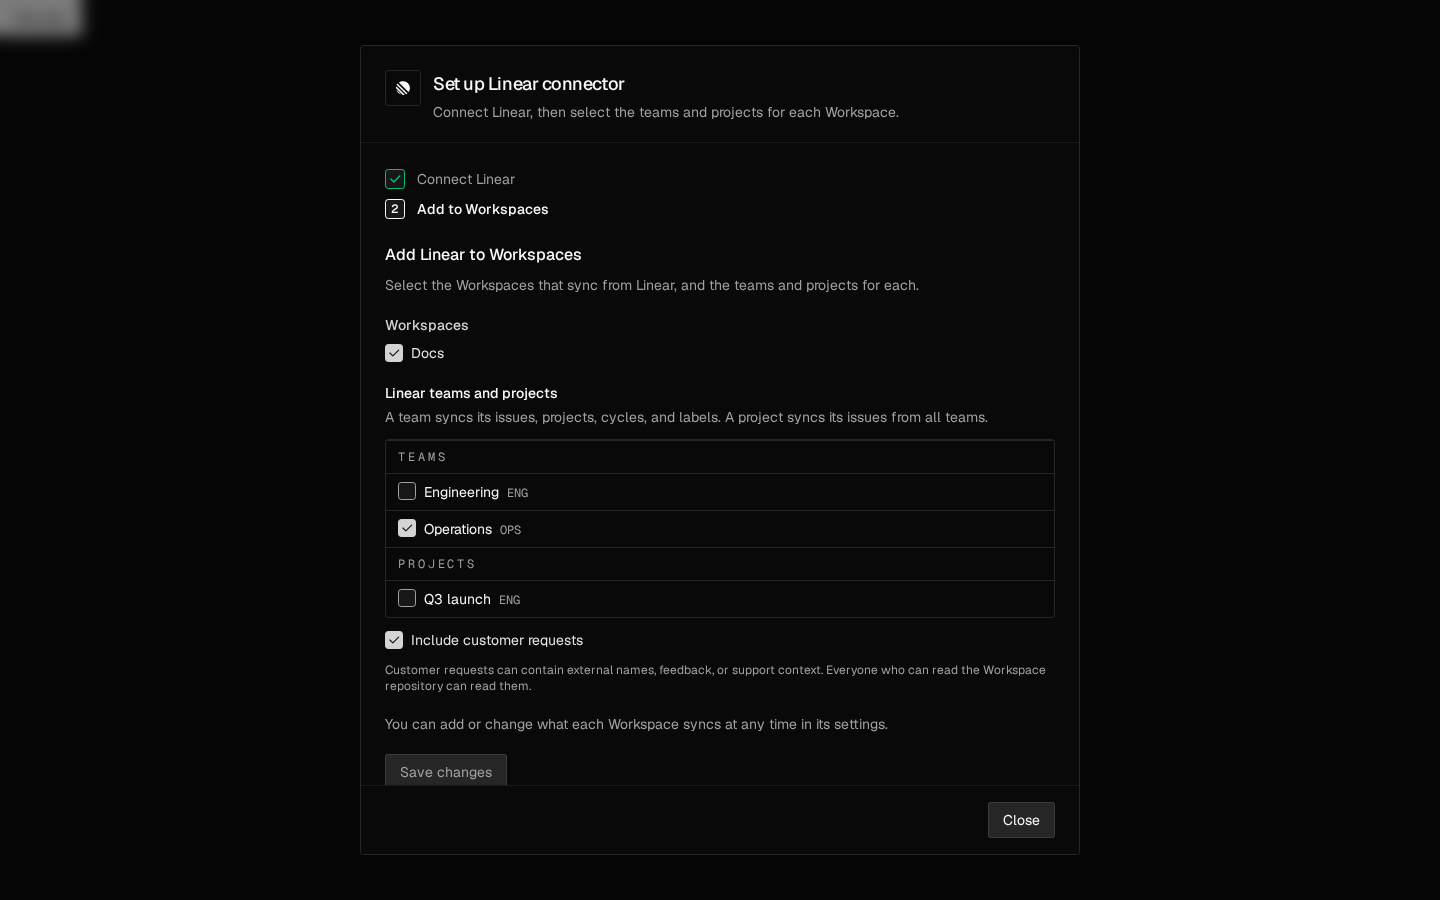 Set up Linear connector
Connect Linear, then select the teams and projects for each Workspace.
Connect Linear
2 Add to Workspaces
Add Linear to Workspaces
Select the Workspaces that sync from Linear, and the teams and projects for each.
Workspaces
Docs
Linear teams and projects
A team syncs its issues, projects, cycles, and labels. A project syncs its issues from all teams.
TEAMS
Engineering ENG
Operations OPS
PROJECTS
Q3 launch ENG
Include customer requests
Customer requests can contain external names, feedback, or support context. Everyone who can read the Workspace
repository can read them.
You can add or change what each Workspace syncs at any time in its settings.
Save changes
Close